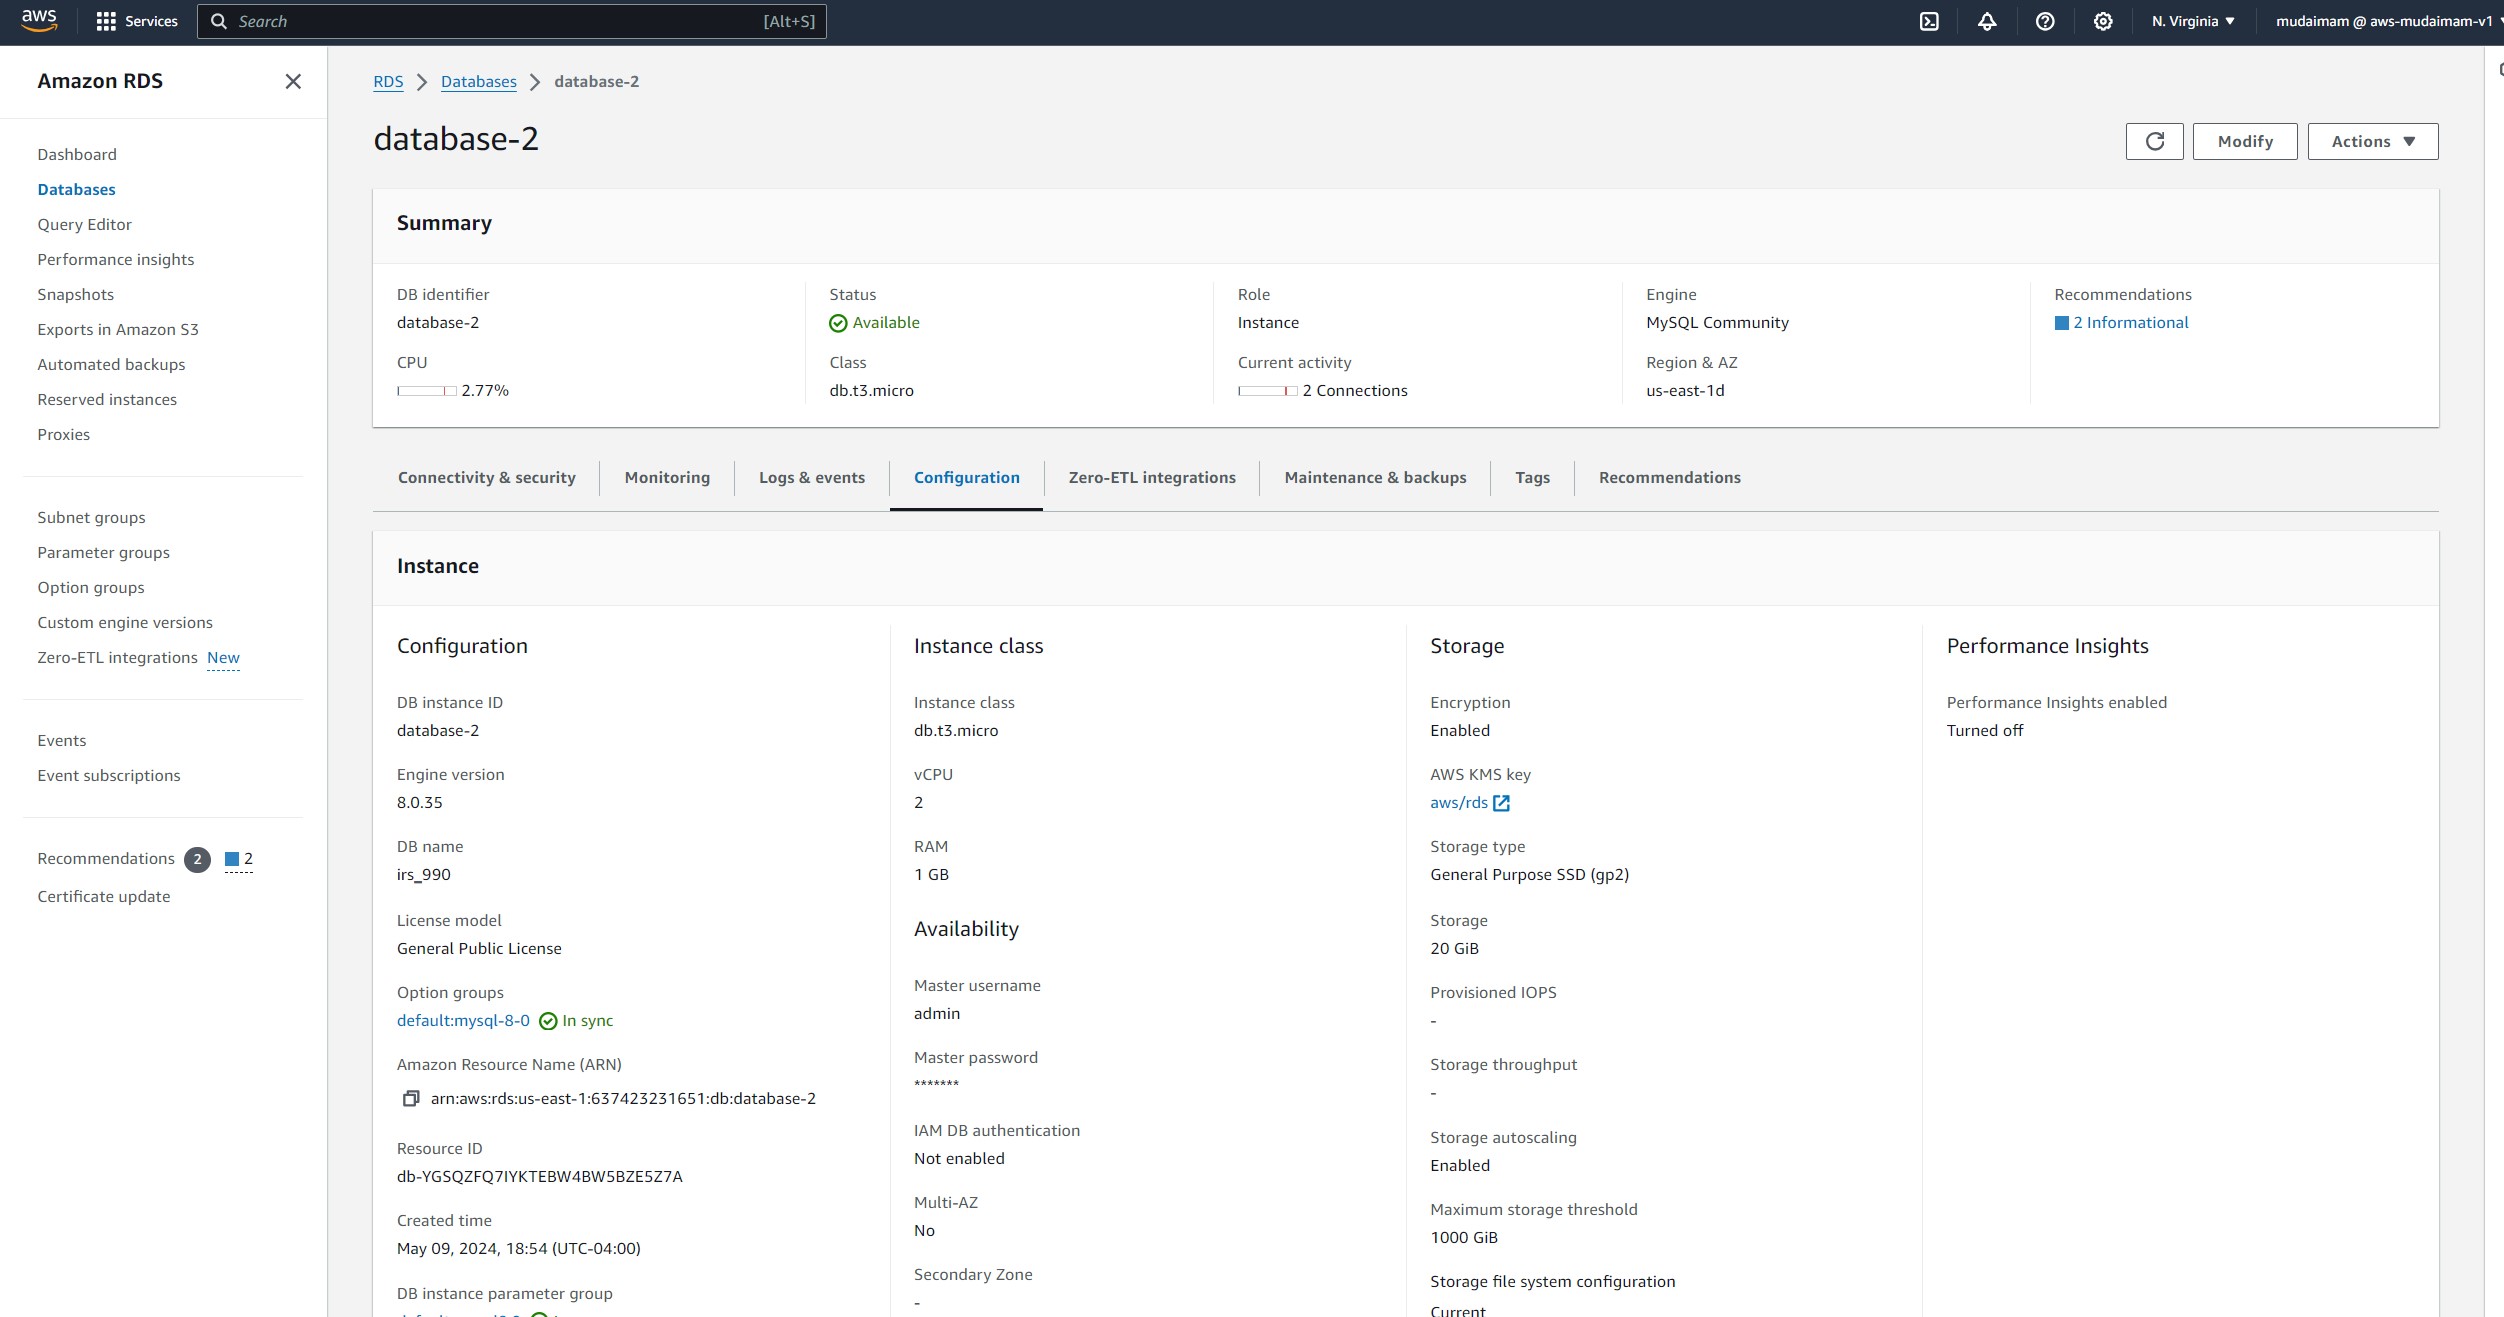 aws
Services
Search
[Alt+S]
N. Virginia
mudaimam @ aws-mudaimam-v1
Amazon RDS
Dashboard
Databases
Query Editor
Performance insights
Snapshots
Exports in Amazon S3
Automated backups
Reserved instances
Proxies
Subnet groups
Parameter groups
Option groups
Custom engine versions
Zero-ETL integrations New
Events
Event subscriptions
Recommendations 2 2
Certificate update
RDS > Databases > database-2
database-2
Modify
Actions
Summary
DB identifier
database-2
CPU
2.77%
Status
Available
Class
db.t3.micro
Role
Instance
Current activity
2 Connections
Engine
MySQL Community
Region & AZ
us-east-1d
Recommendations
2 Informational
Connectivity & security
Monitoring
Logs & events
Configuration
Zero-ETL integrations
Maintenance & backups
Tags
Recommendations
Instance
Configuration
DB instance ID
database-2
Engine version
8.0.35
DB name
irs_990
License model
General Public License
Option groups
default:mysql-8-0 In sync
Amazon Resource Name (ARN)
arn:aws:rds:us-east-1:637423231651:db:database-2
Resource ID
db-YGSQZFQ7IYKTEBW4BW5BZE5Z7A
Created time
May 09, 2024, 18:54 (UTC-04:00)
DB instance parameter group
Instance class
Instance class
db.t3.micro
vCPU
2
RAM
1 GB
Availability
Master username
admin
Master password
*******
IAM DB authentication
Not enabled
Multi-AZ
No
Secondary Zone
-
Storage
Encryption
Enabled
AWS KMS key
aws/rds
Storage type
General Purpose SSD (gp2)
Storage
20 GiB
Provisioned IOPS
-
Storage throughput
-
Storage autoscaling
Enabled
Maximum storage threshold
1000 GiB
Storage file system configuration
Current
Performance Insights
Performance Insights enabled
Turned off